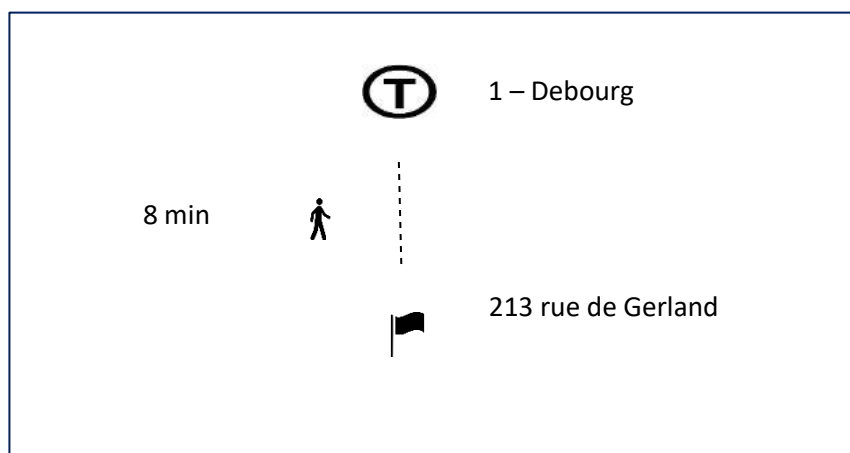 T
1 – Debourg
8 min
213 rue de Gerland